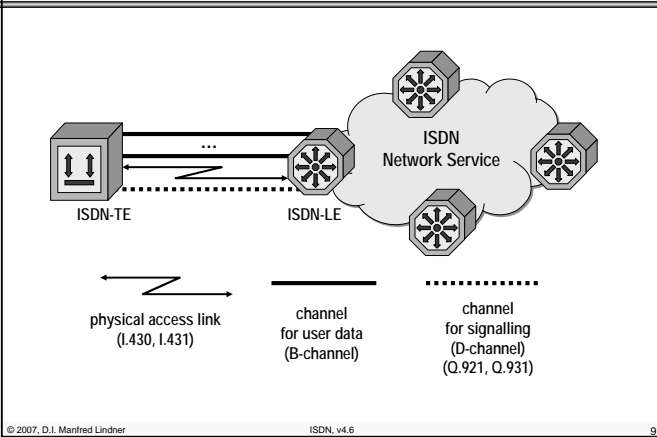 ...
ISDN
Network Service
ISDN-TE
ISDN-LE
physical access link
(I.430, I.431)
channel
for user data
(B-channel)
channel
for signalling
(D-channel)
(Q.921, Q.931)
© 2007, D.I. Manfred Lindner
ISDN, v4.6
9